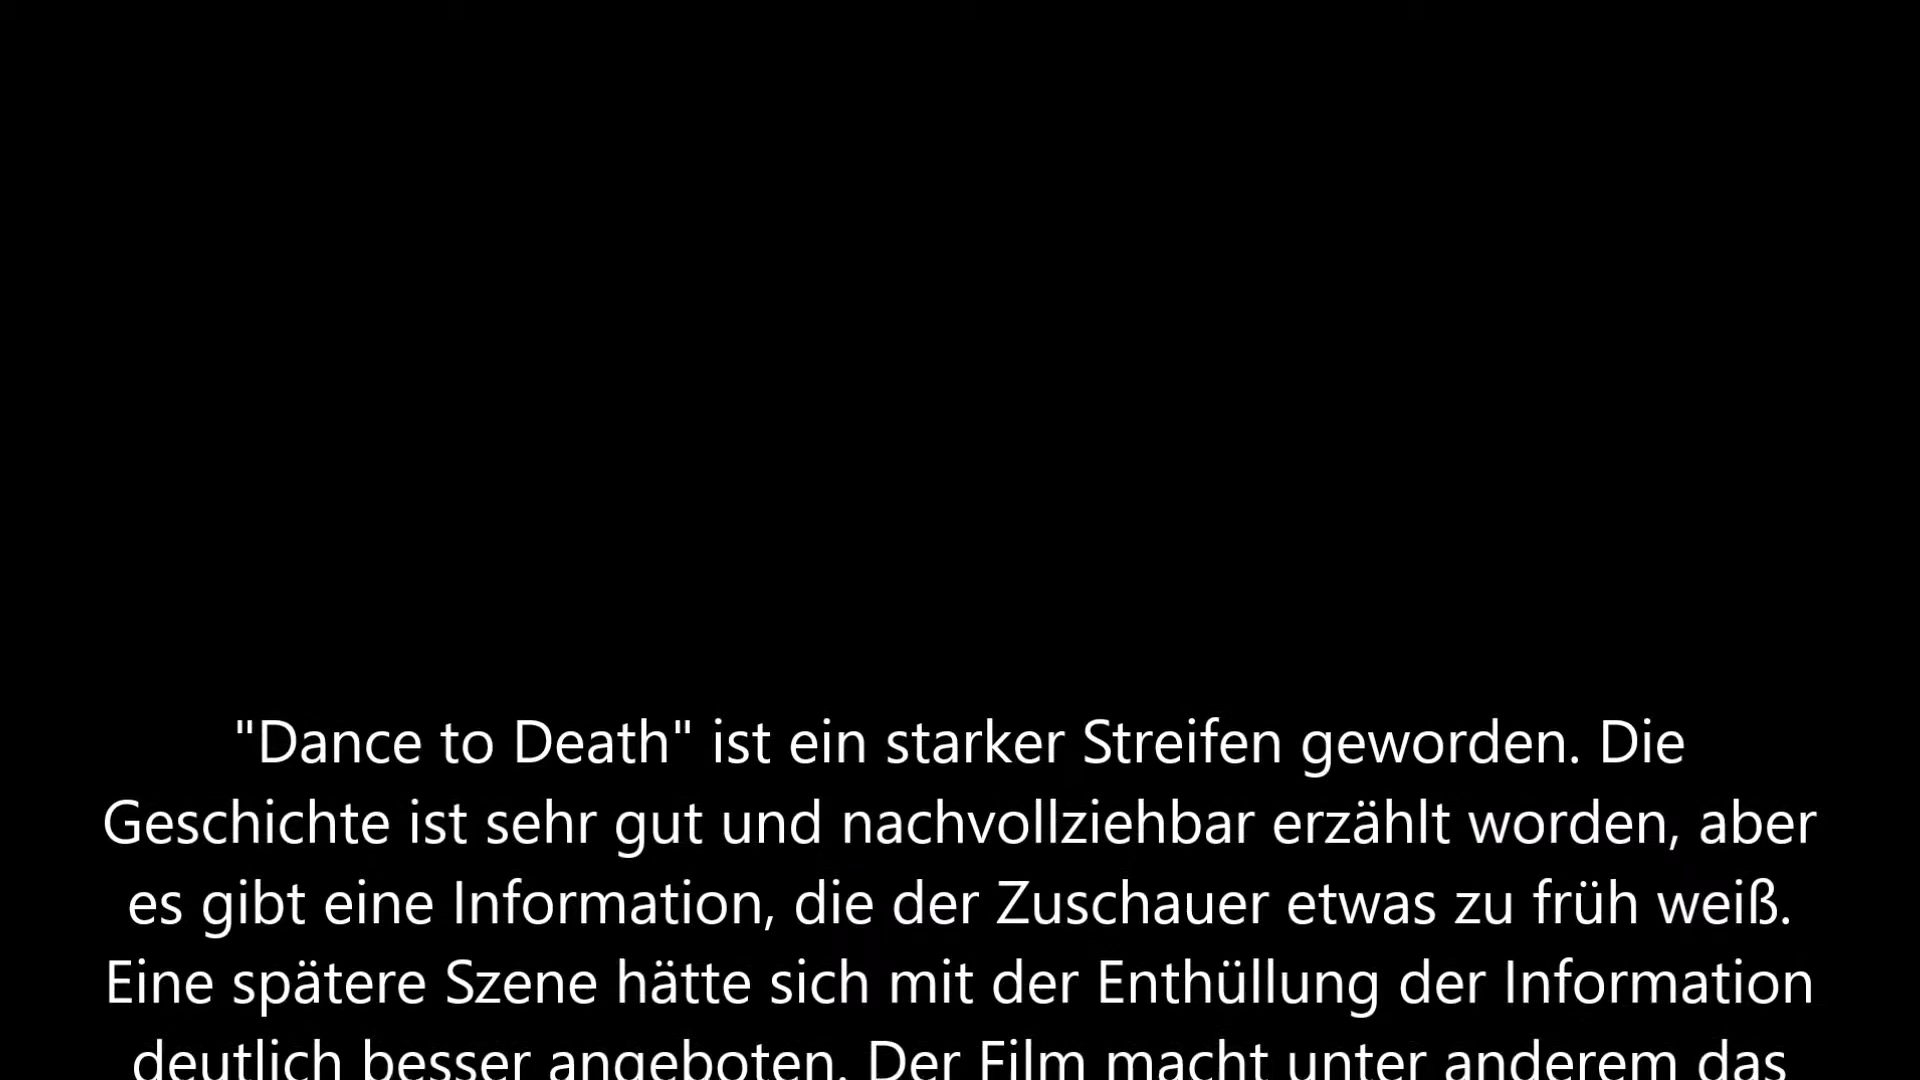 "Dance to Death" ist ein starker Streifen geworden. Die
Geschichte ist sehr gut und nachvollziehbar erzählt worden, aber
es gibt eine Information, die der Zuschauer etwas zu früh weiß.
Eine spätere Szene hätte sich mit der Enthüllung der Information
deutlich besser angeboten. Der Film macht unter anderem das